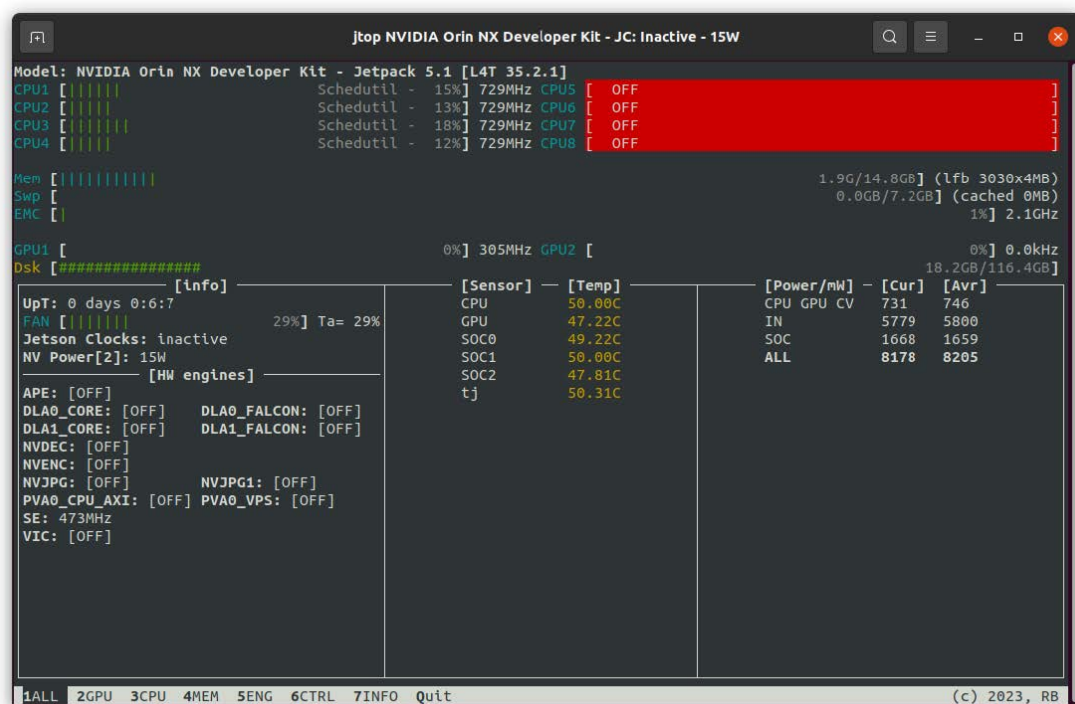 jtop NVIDIA Orin NX Developer Kit - JC: Inactive - 15W
Model: NVIDIA Orin NX Developer Kit - Jetpack 5.1 [L4T 35.2.1]
CPU1 [|||||| Schedutil - 15%] 729MHz CPU5 [ OFF ]
CPU2 [||||| Schedutil - 13%] 729MHz CPU6 [ OFF ]
CPU3 [||||||| Schedutil - 18%] 729MHz CPU7 [ OFF ]
CPU4 [||||| Schedutil - 12%] 729MHz CPU8 [ OFF ]
Mem [||||||||||| 1.9G/14.8GB] (lfb 3030x4MB)
Swp [ 0.0GB/7.2GB] (cached 0MB)
EMC [| 1%] 2.1GHz
GPU1 [ 0%] 305MHz GPU2 [ 0%] 0.0kHz
Dsk [################ 18.2GB/116.4GB]
[info]
UpT: 0 days 0:6:7
FAN [||||||| 29%] Ta= 29%
Jetson Clocks: inactive
NV Power[2]: 15W
[HW engines]
APE: [OFF]
DLA0_CORE: [OFF] DLA0_FALCON: [OFF]
DLA1_CORE: [OFF] DLA1_FALCON: [OFF]
NVDEC: [OFF]
NVENC: [OFF]
NVJPG: [OFF] NVJPG1: [OFF]
PVA0_CPU_AXI: [OFF] PVA0_VPS: [OFF]
SE: 473MHz
VIC: [OFF]
[Sensor] [Temp]
CPU 50.00C
GPU 47.22C
SOC0 49.22C
SOC1 50.00C
SOC2 47.81C
tj 50.31C
[Power/mW] [Cur] [Avr]
CPU GPU CV 731 746
IN 5779 5800
SOC 1668 1659
ALL 8178 8205
1ALL 2GPU 3CPU 4MEM 5ENG 6CTRL 7INFO Quit (c) 2023, RB